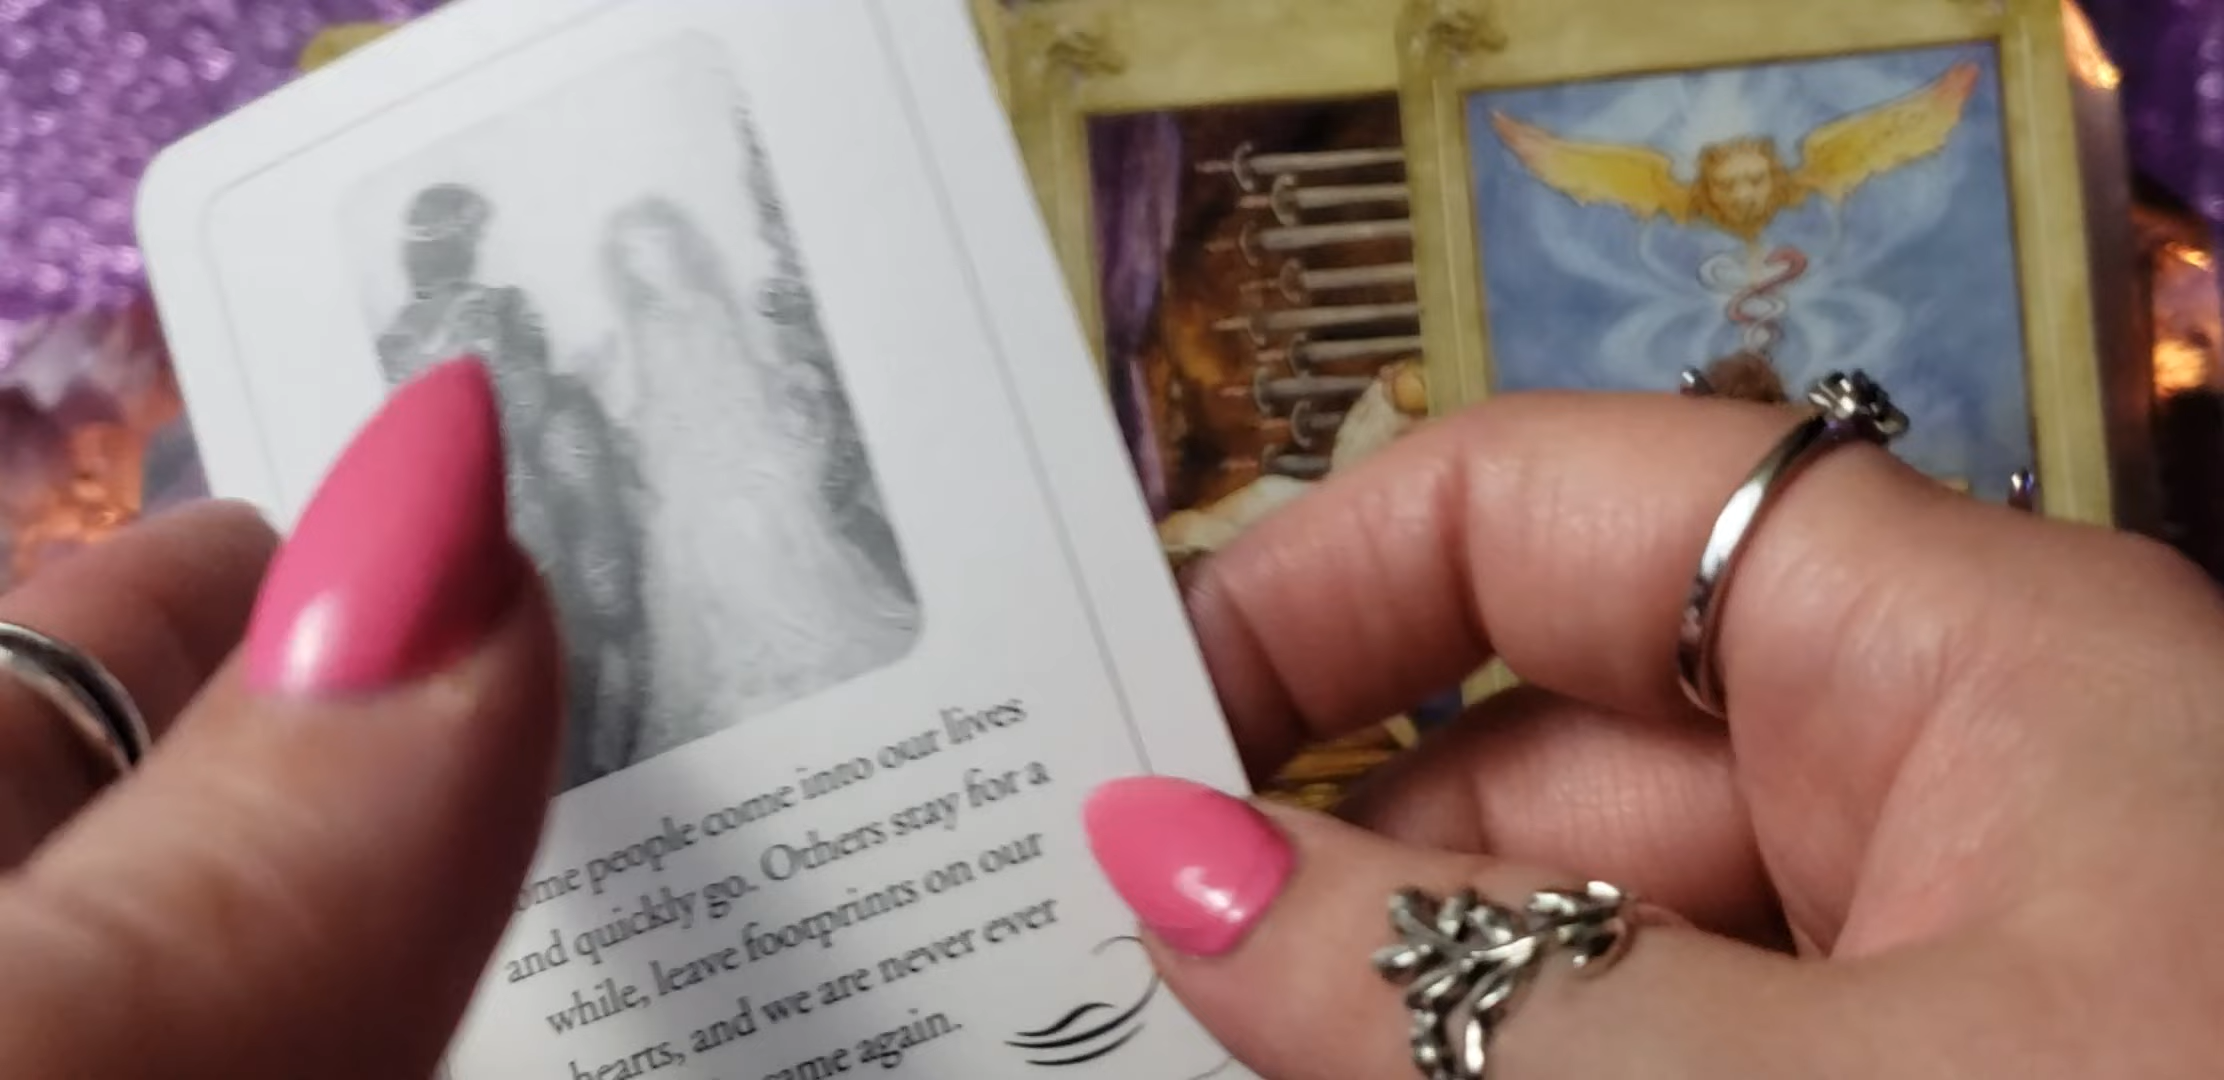 ome people come into our lives
and quickly go. Others stay for a
while, leave footprints on our
hearts, and we are never ever
same again.